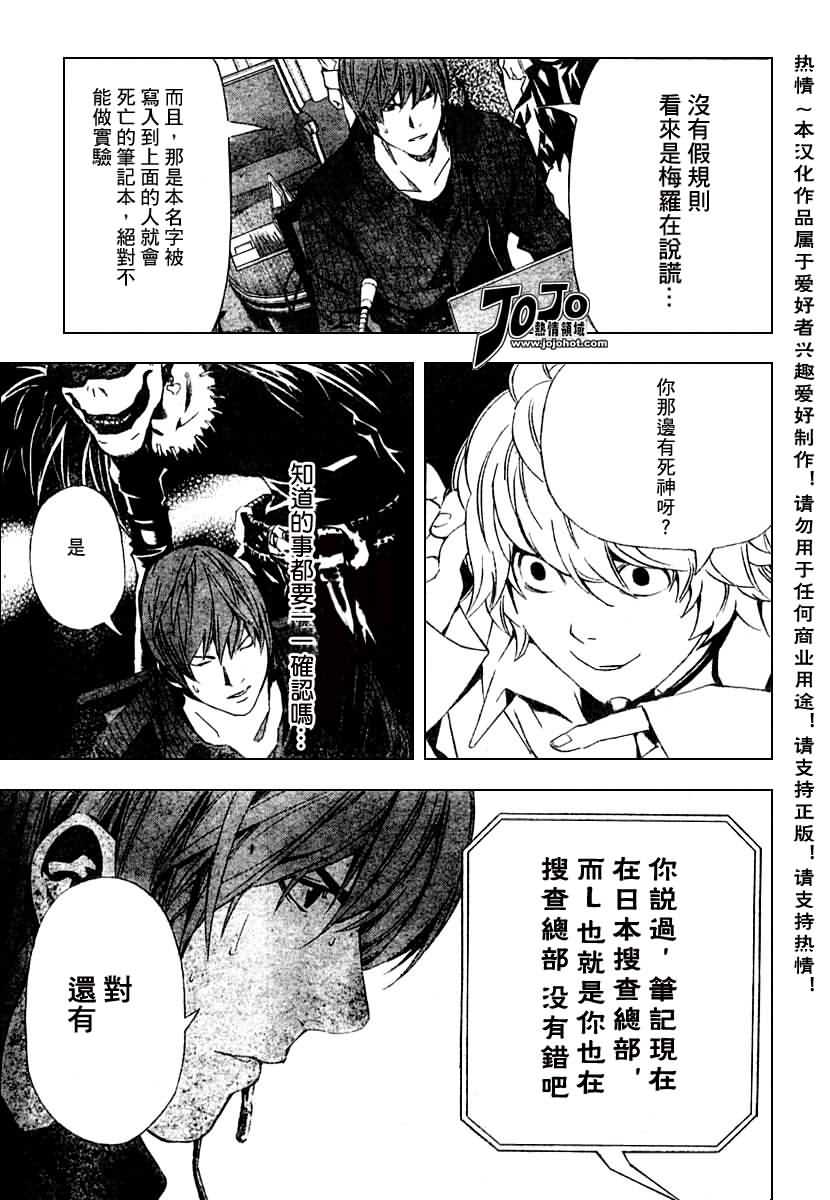 沒有假規則
看來是梅羅在說謊…
而且，那是本名字被
寫入到上面的人就會
死亡的筆記本，絕對不
能做實驗
JOJO
熱情領域
www.jojohot.com
你那邊有死神呀？
知道的事都要一一確認嗎…
是
你說過，筆記現在
在日本搜查總部，
而L也就是你也在
搜查總部 沒有錯吧
對
還有
热情～本汉化作品属于爱好者兴趣爱好制作！请勿用于任何商业用途！请支持正版！请支持热情！